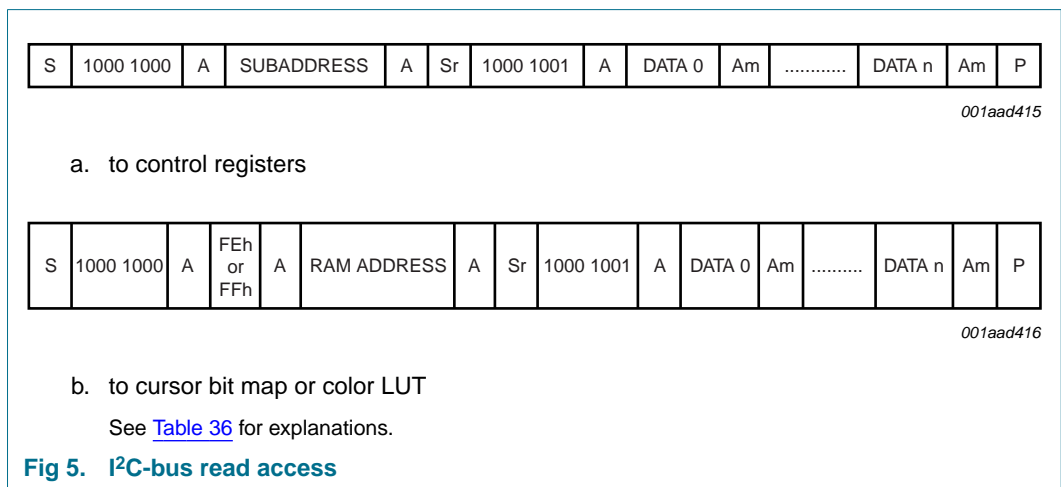 S 1000 1000 A SUBADDRESS A Sr 1000 1001 A DATA 0 Am ............ DATA n Am P
001aad415
a. to control registers
S 1000 1000 A FEh or FFh A RAM ADDRESS A Sr 1000 1001 A DATA 0 Am .......... DATA n Am P
001aad416
b. to cursor bit map or color LUT
See Table 36 for explanations.
Fig 5. I²C-bus read access